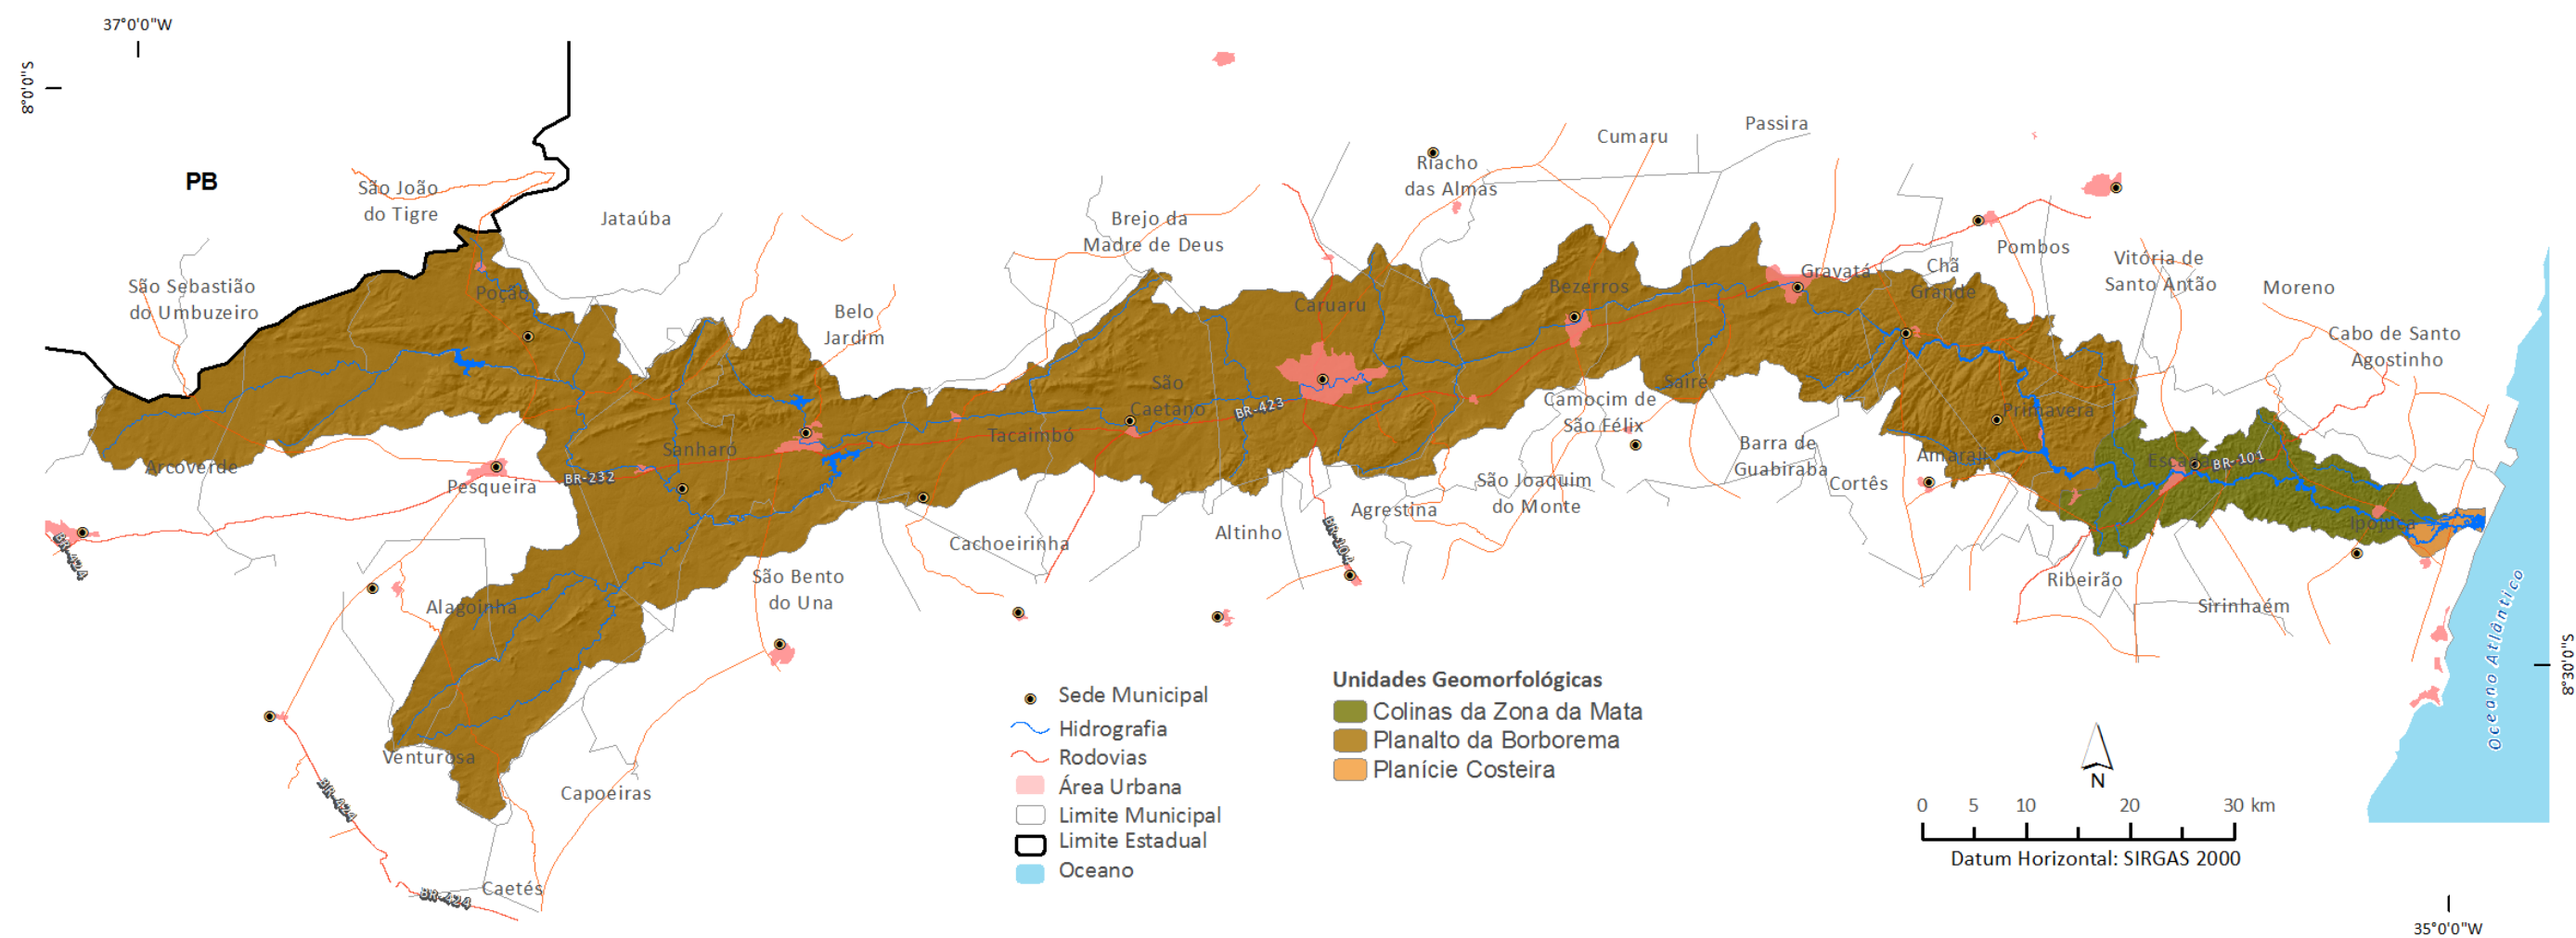 37°0'0"W
8°0'0"S
PB
São João
do Tigre
Jataúba
São Sebastião
do Umbuzeiro
Poção
Belo
Jardim
Brejo da
Madre de Deus
Riacho
das Almas
Cumaru
Passira
Pombos
Vitória de
Santo Antão
Moreno
Cabo de Santo
Agostinho
Caruaru
Bezerros
Gravatá
Chã
Grande
São
Caetano
BR-423
Sairé
Camocim de
São Félix
Primavera
Arcoverde
Pesqueira
BR-232
Sanharó
Tacaimbó
Barra de
Guabiraba
Amaraji
Escada
BR-101
Ipojuca
BR-424
Cachoeirinha
Altinho
BR-104
Agrestina
São Joaquim
do Monte
Cortês
Ribeirão
Sirinhaém
São Bento
do Una
Alagoinha
Venturosa
Capoeiras
BR-424
Caetés
BR-424
Oceano Atlântico
8°30'0"S
Sede Municipal
Hidrografia
Rodovias
Área Urbana
Limite Municipal
Limite Estadual
Oceano
Unidades Geomorfológicas
Colinas da Zona da Mata
Planalto da Borborema
Planície Costeira
N
0 5 10 20 30 km
Datum Horizontal: SIRGAS 2000
35°0'0"W